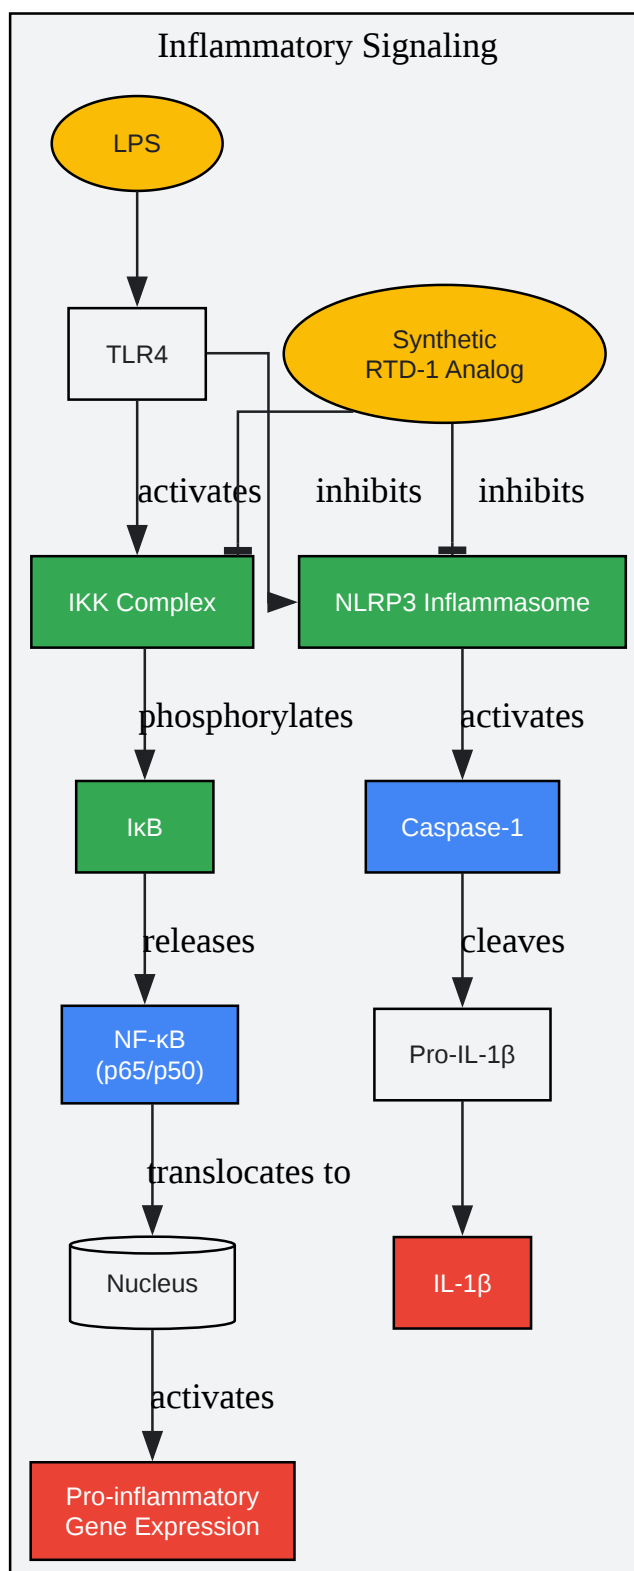 Inflammatory Signaling
LPS
TLR4
Synthetic
RTD-1 Analog
activates
inhibits
inhibits
IKK Complex
NLRP3 Inflammasome
phosphorylates
activates
IκB
Caspase-1
releases
cleaves
NF-κB
(p65/p50)
Pro-IL-1β
translocates to
Nucleus
IL-1β
activates
Pro-inflammatory
Gene Expression